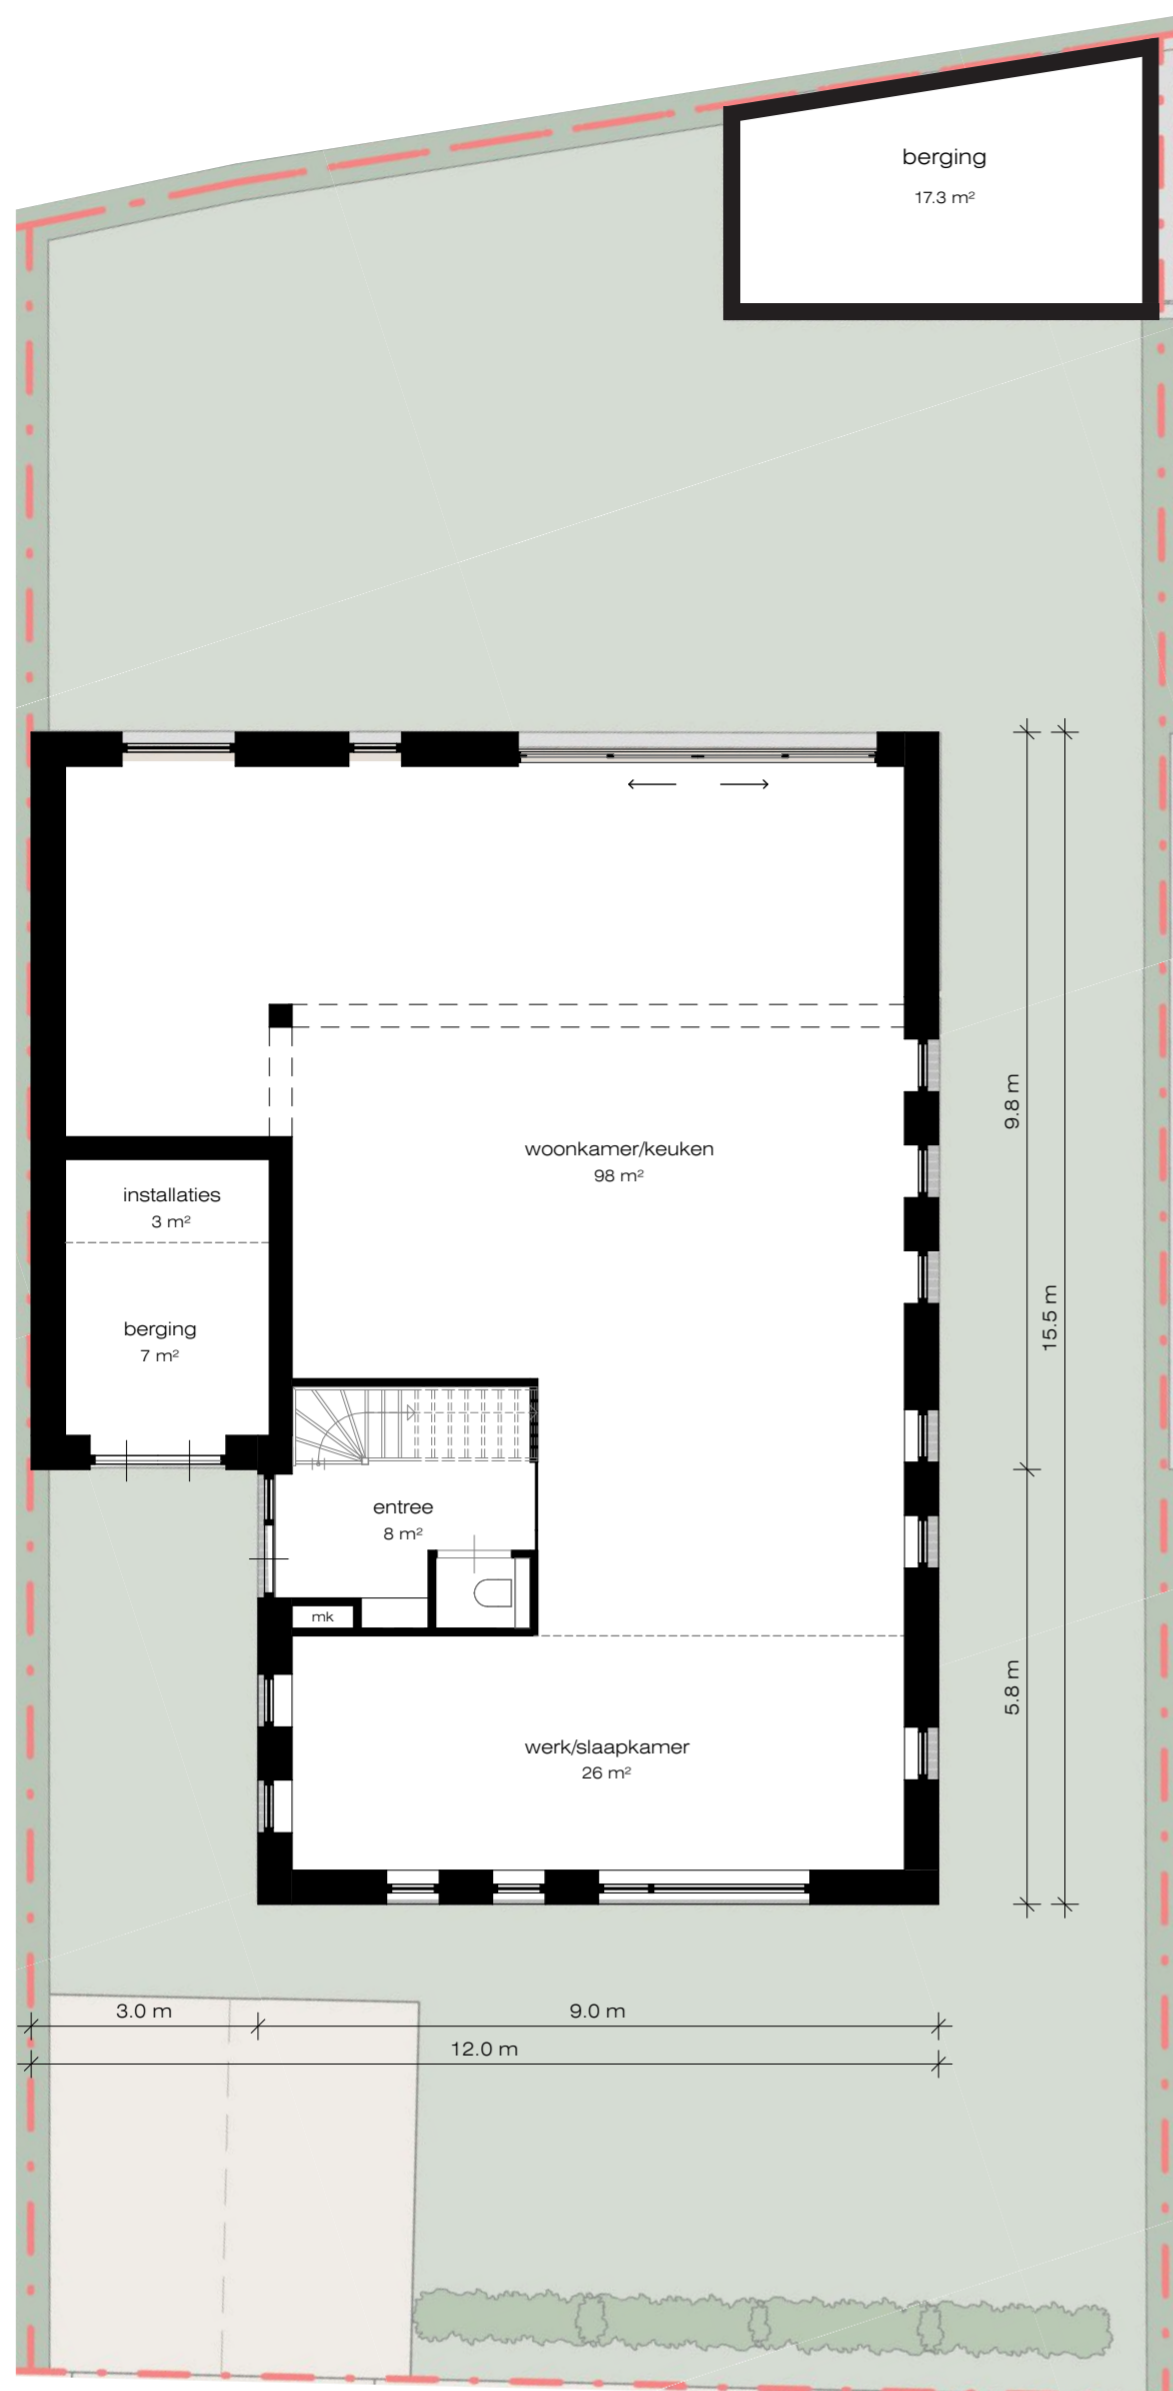 berging
17.3 m²
9.8 m
15.5 m
woonkamer/keuken
98 m²
installaties
3 m²
berging
7 m²
entree
8 m²
mk
5.8 m
werk/slaapkamer
26 m²
3.0 m
9.0 m
12.0 m